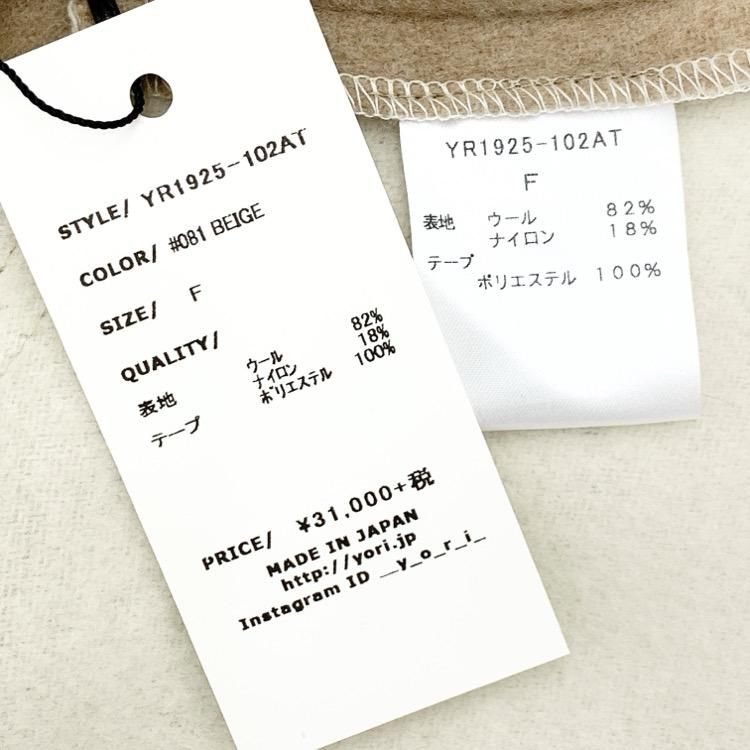 STYLE/ YR1925-102AT
COLOR/ #081 BEIGE
SIZE/ F
QUALITY/
表地 ウール 82%
ナイロン 18%
テープ ポリエステル 100%
PRICE/ ¥31,000+税
MADE IN JAPAN
http://yori.jp
Instagram ID __y_o_r_i_
YR1925-102AT
F
表地 ウール 82%
ナイロン 18%
テープ
ポリエステル 100%